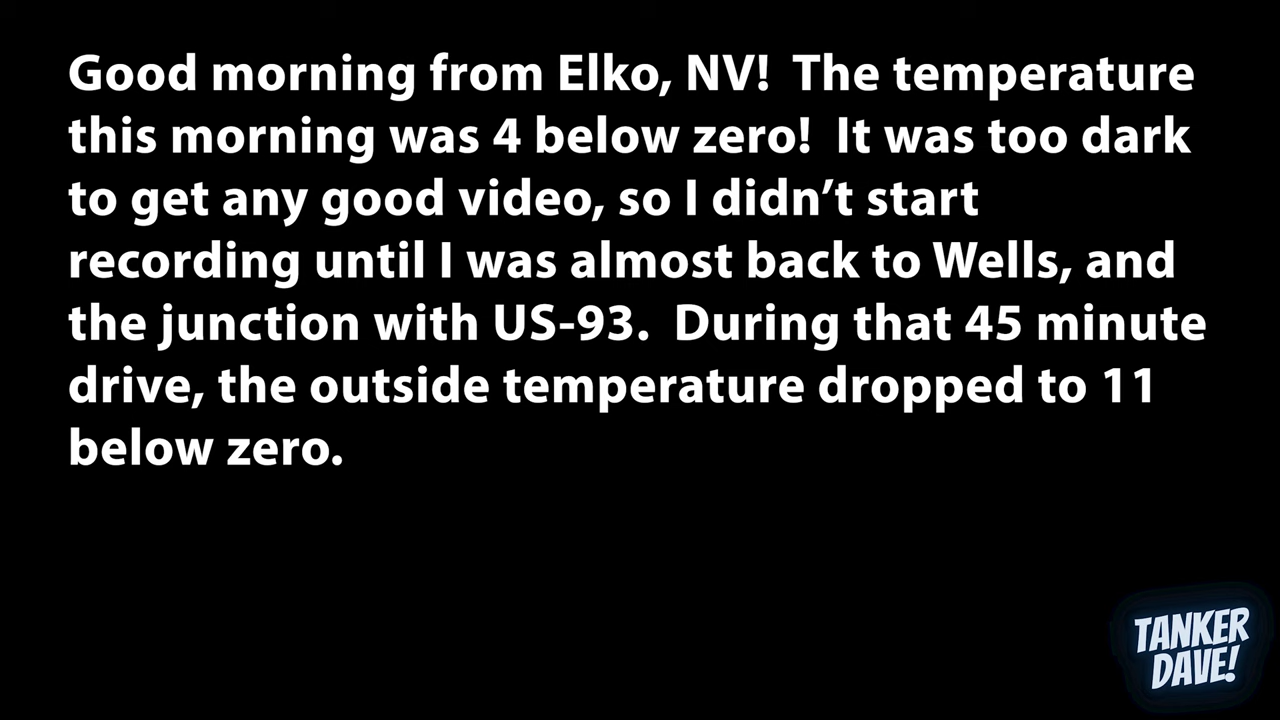 Good morning from Elko, NV!  The temperature
this morning was 4 below zero!  It was too dark
to get any good video, so I didn’t start
recording until I was almost back to Wells, and
the junction with US-93.  During that 45 minute
drive, the outside temperature dropped to 11
below zero.
TANKER
DAVE!